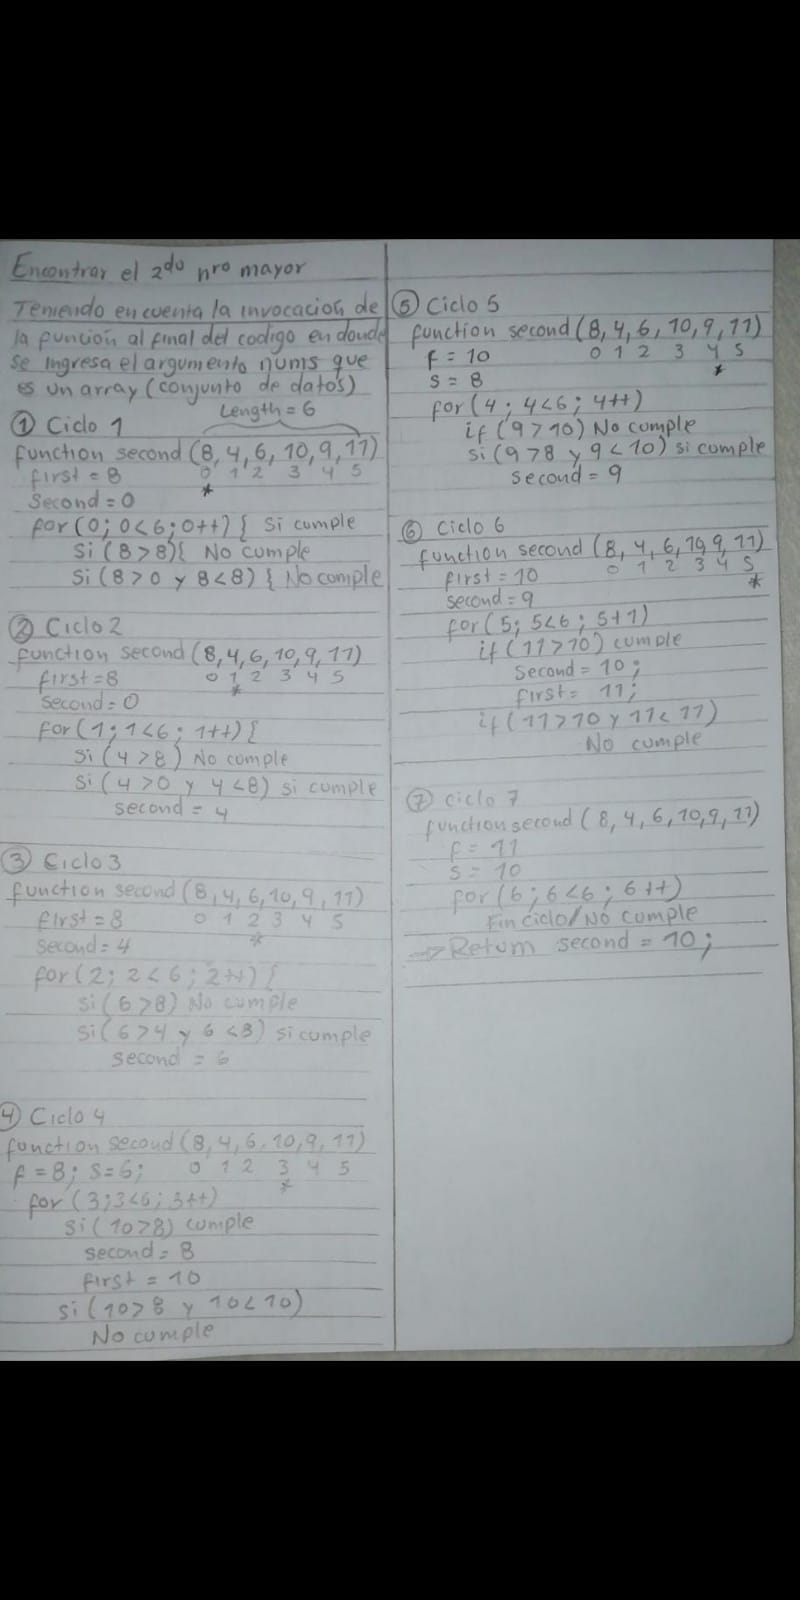 Encontrar el 2do nro mayor
Teniendo en cuenta la invocacion de
la funcion al final del codigo en donde
se ingresa el argumento nums que
es un array (conjunto de datos)
Length = 6
① Ciclo 1
function second (8, 4, 6, 10, 9, 11)
first = 8 0 1 2 3 4 5
second = 0 *
for (0; 0<6; 0++) { si cumple
si (8>8){ No cumple
si (8>0 y 8<8) { No cumple
② Ciclo 2
function second (8, 4, 6, 10, 9, 11)
first = 8 0 1 2 3 4 5
second = 0 *
for (1; 1<6; 1++) {
si (4>8) No cumple
si (4>0 y 4<8) si cumple
second = 4
③ Ciclo 3
function second (8, 4, 6, 10, 9, 11)
first = 8 0 1 2 3 4 5
second = 4 *
for (2; 2<6; 2++) {
si (6>8) No cumple
si (6>4 y 6<8) si cumple
second = 6
④ Ciclo 4
function second (8, 4, 6, 10, 9, 11)
f = 8; s=6; 0 1 2 3 4 5
*
for (3; 3<6; 3++)
si (10>8) cumple
second = 8
first = 10
si (10>8 y 10<10)
No cumple
⑤ Ciclo 5
function second (8, 4, 6, 10, 9, 11)
f = 10 0 1 2 3 4 5
s = 8 *
for (4; 4<6; 4++)
if (9>10) No cumple
si (9>8 y 9<10) si cumple
second = 9
⑥ Ciclo 6
function second (8, 4, 6, 10, 9, 11)
first = 10 0 1 2 3 4 5
second = 9 *
for (5; 5<6; 5+1)
if (11>10) cumple
second = 10;
first = 11;
if (11>10 y 11<11)
No cumple
⑦ ciclo 7
function second (8, 4, 6, 10, 9, 11)
f = 11
s = 10
for (6; 6<6; 6++)
Fin ciclo / No cumple
→ Return second = 10;